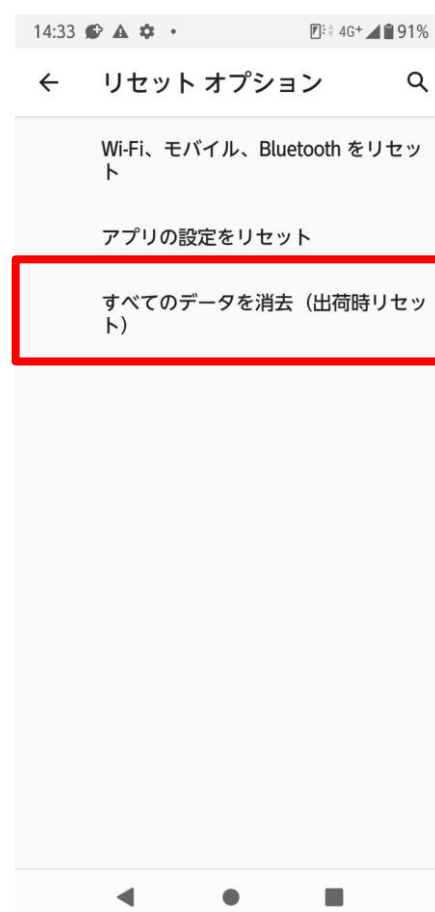 14:33 4G+ 91%
リセット オプション
Wi-Fi、モバイル、Bluetooth をリセッ
ト
アプリの設定をリセット
すべてのデータを消去（出荷時リセッ
ト）